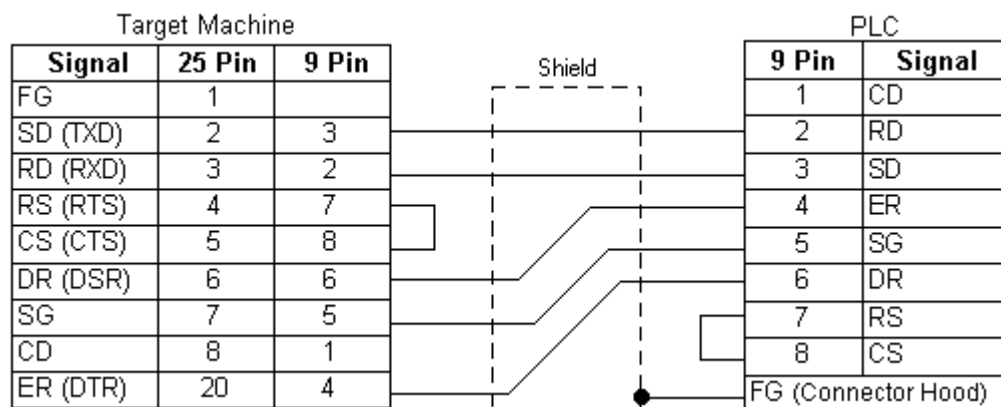 Target Machine
PLC
Signal 25 Pin 9 Pin
Shield
9 Pin Signal
FG 1
1 CD
SD (TXD) 2 3
2 RD
RD (RXD) 3 2
3 SD
RS (RTS) 4 7
4 ER
CS (CTS) 5 8
5 SG
DR (DSR) 6 6
6 DR
SG 7 5
7 RS
CD 8 1
8 CS
ER (DTR) 20 4
FG (Connector Hood)